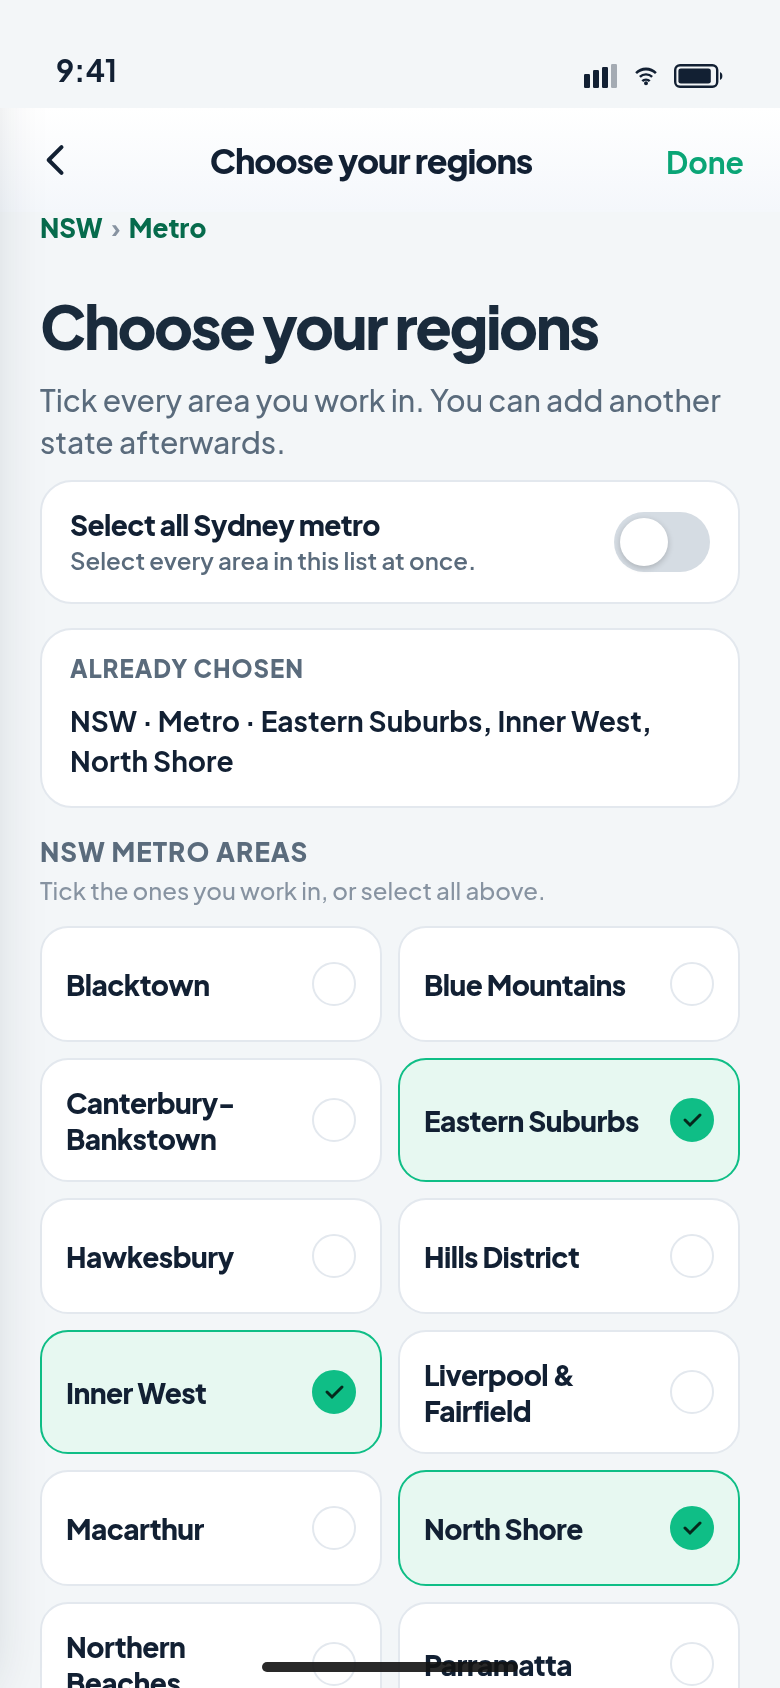 9:41
Choose your regions
Done
NSW › Metro
Choose your regions
Tick every area you work in. You can add another
state afterwards.
Select all Sydney metro
Select every area in this list at once.
ALREADY CHOSEN
NSW · Metro · Eastern Suburbs, Inner West,
North Shore
NSW METRO AREAS
Tick the ones you work in, or select all above.
Blacktown
Blue Mountains
Canterbury–
Bankstown
Eastern Suburbs
Hawkesbury
Hills District
Inner West
Liverpool &
Fairfield
Macarthur
North Shore
Northern
Beaches
Parramatta